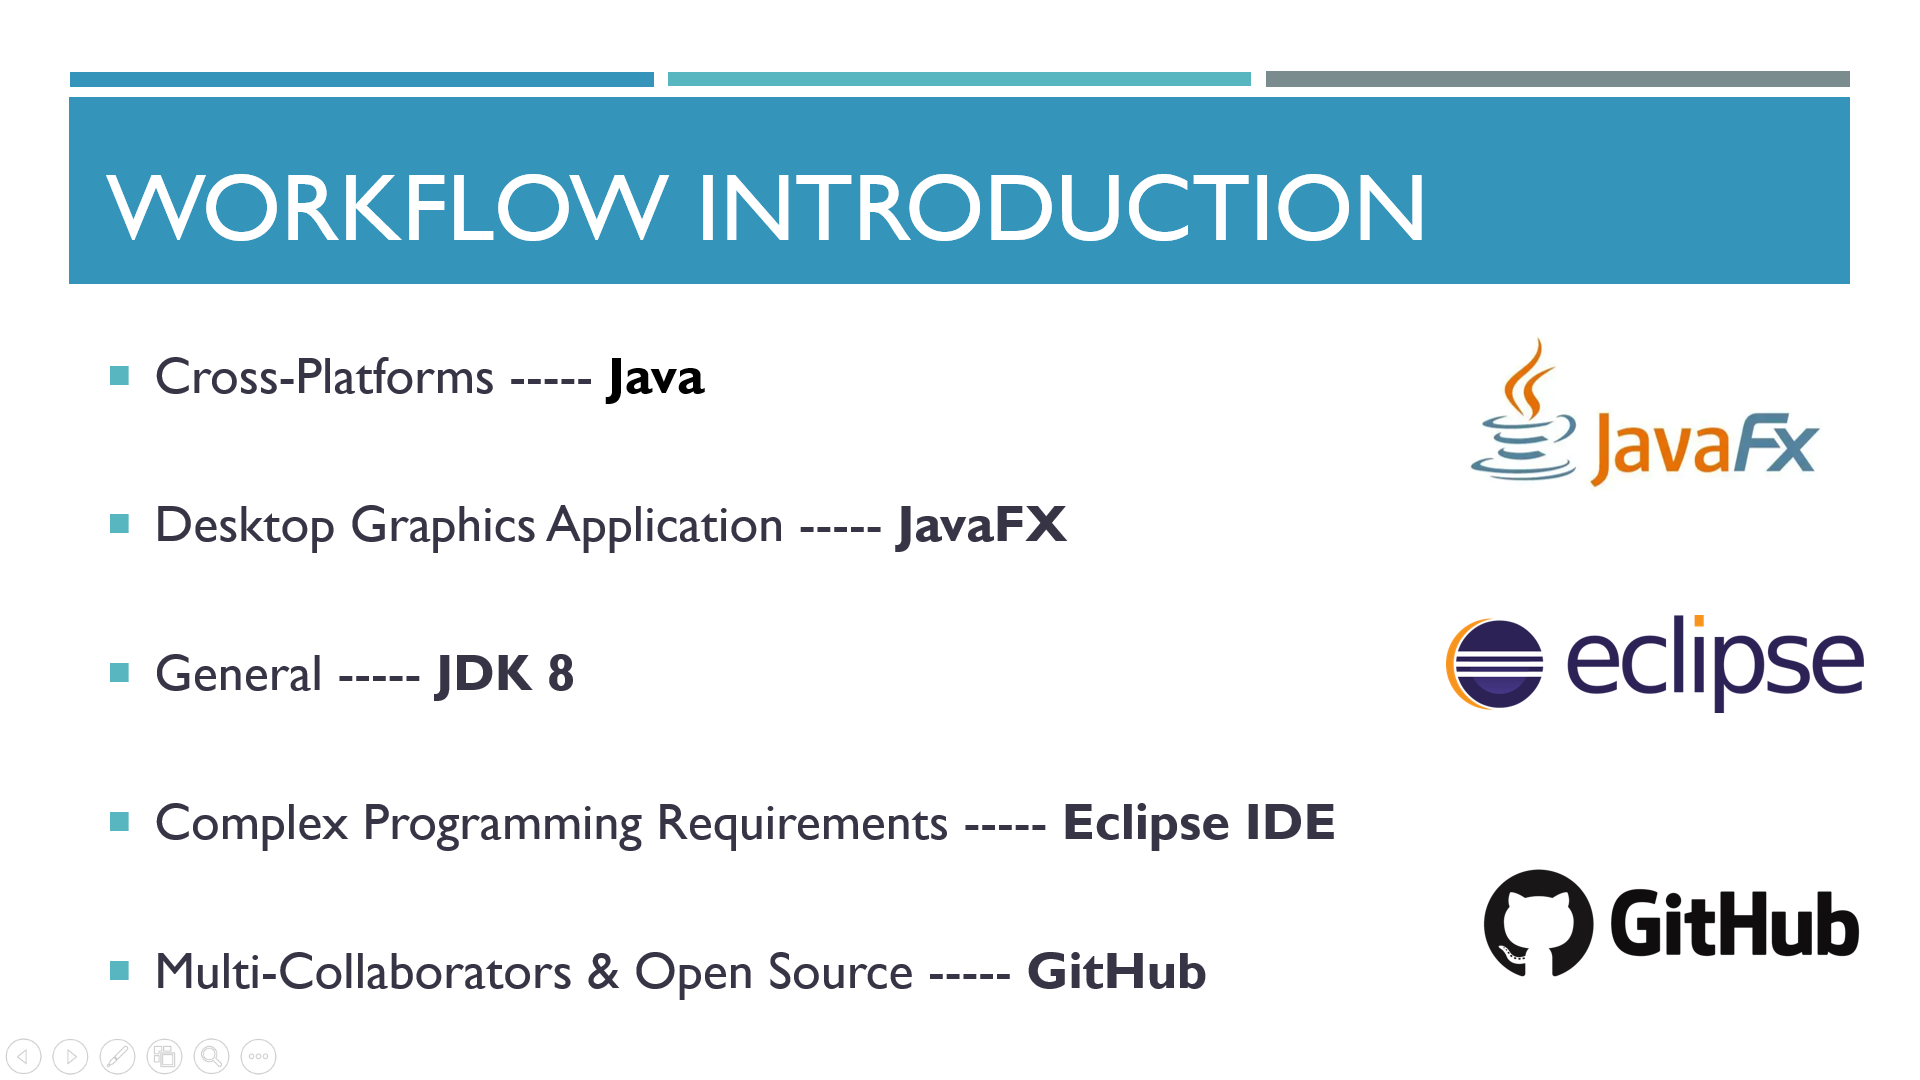 WORKFLOW INTRODUCTION
Cross-Platforms ----- Java
Desktop Graphics Application ----- JavaFX
General ----- JDK 8
Complex Programming Requirements ----- Eclipse IDE
Multi-Collaborators & Open Source ----- GitHub
JavaFx
eclipse
GitHub